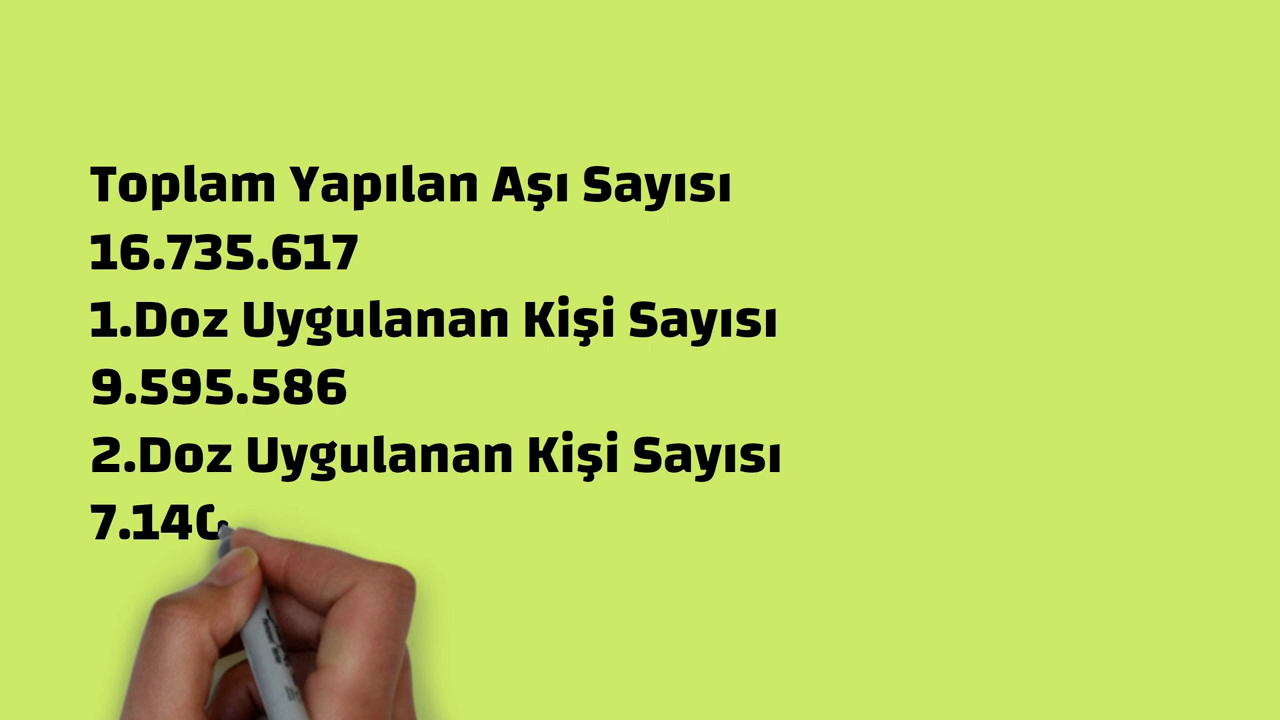 Toplam Yapılan Aşı Sayısı
16.735.617
1.Doz Uygulanan Kişi Sayısı
9.595.586
2.Doz Uygulanan Kişi Sayısı
7.140